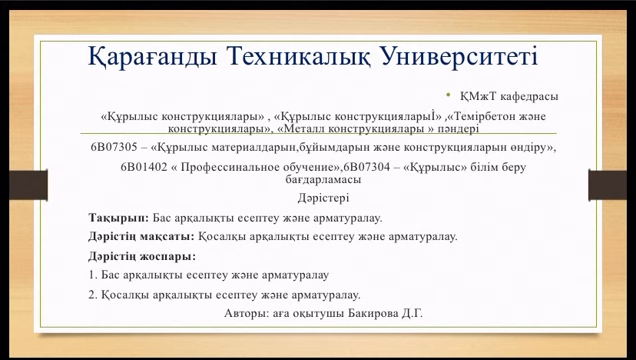 Қарағанды Техникалық Университеті
• ҚМжТ кафедрасы
«Құрылыс конструкциялары» , «Құрылыс конструкцияларыİ» ,«Темірбетон және
конструкциялары», «Металл конструкциялары » пәндері
6В07305 – «Құрылыс материалдарын,бұйымдарын және конструкцияларын өндіру»,
6В01402 « Профессинальное обучение»,6В07304 – «Құрылыс» білім беру
бағдарламасы
Дәрістері
Тақырып: Бас арқалықты есептеу және арматуралау.
Дәрістің мақсаты: Қосалқы арқалықты есептеу және арматуралау.
Дәрістің жоспары:
1. Бас арқалықты есептеу және арматуралау
2. Қосалқы арқалықты есептеу және арматуралау.
Авторы: аға оқытушы Бакирова Д.Г.